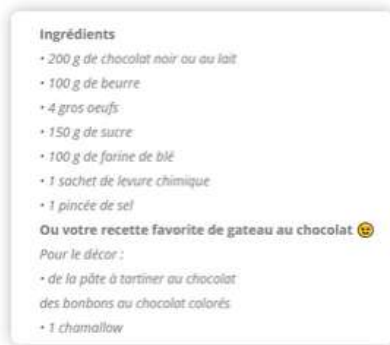 Ingrédients
• 200 g de chocolat noir ou au lait
• 100 g de beurre
• 4 gros oeufs
• 150 g de sucre
• 100 g de farine de blé
• 1 sachet de levure chimique
• 1 pincée de sel
Ou votre recette favorite de gateau au chocolat 😉
Pour le décor :
• de la pâte à tartiner au chocolat
des bonbons au chocolat colorés
• 1 chamallow